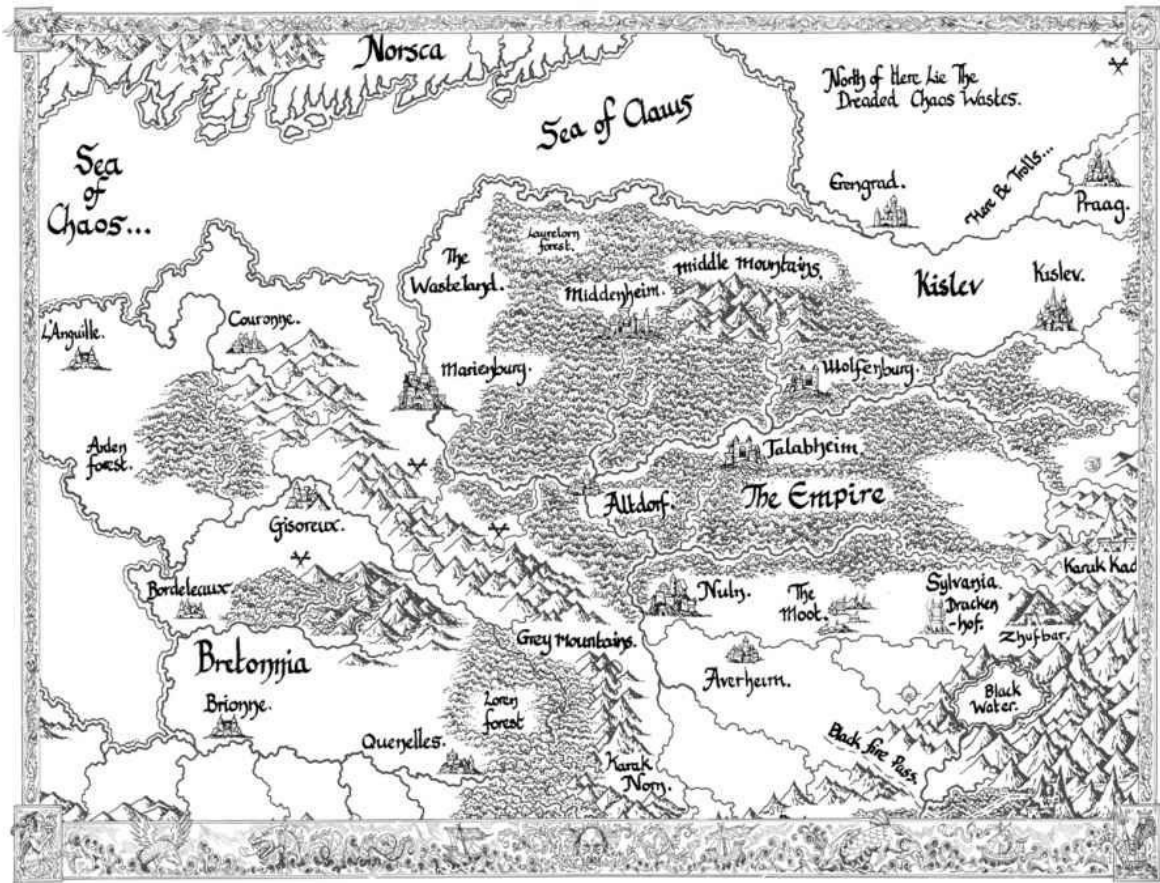 Norsca
North of Here Lie The
Dreaded Chaos Wastes.
Sea of Claws
Sea
of
Chaos...
Here Be Trolls...
Erengrad.
Praag.
Laurelorn
forest.
The
Wasteland.
Middle Mountains.
Middenheim.
Kislev
Kislev.
L'Anguille.
Couronne.
Marienburg.
Wolfenburg.
Arden
forest.
Talabheim.
Altdorf.
The Empire
Gisoreux.
Karak Kad
Bordeleaux
Nuln.
The
Moot.
Sylvania.
Dracken
-hof.
Zhufbar.
Grey Mountains.
Bretonnia
Averheim.
Brionne.
Loren
forest
Black
Water.
Quenelles.
Black fire Pass.
Karak
Norn.